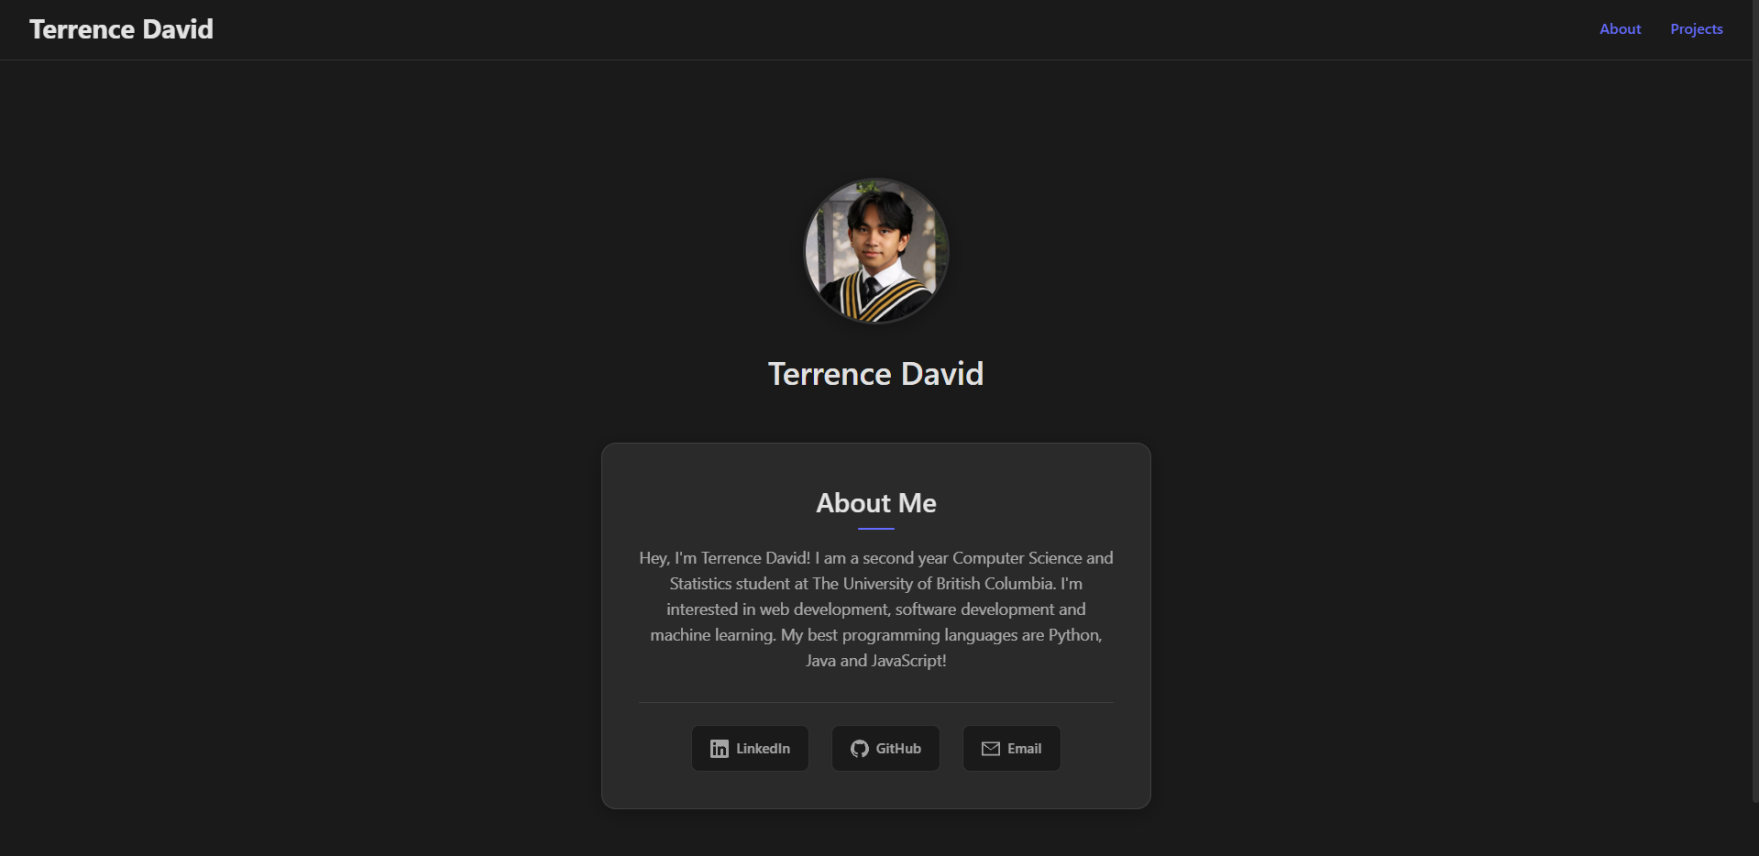 Terrence David
About Projects
Terrence David
About Me
Hey, I'm Terrence David! I am a second year Computer Science and
Statistics student at The University of British Columbia. I'm
interested in web development, software development and
machine learning. My best programming languages are Python,
Java and JavaScript!
LinkedIn GitHub Email